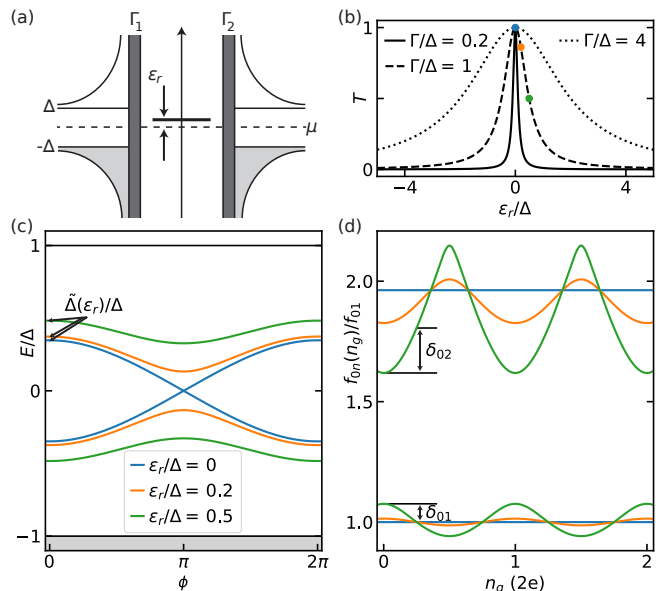 (a)
Γ1
Γ2
εr
Δ
-Δ
μ
(b)
T
1
0
Γ/Δ = 0.2
Γ/Δ = 1
Γ/Δ = 4
−5
0
5
εr/Δ
(c)
E/Δ
1
0
−1
Δ̃(εr)/Δ
εr/Δ = 0
εr/Δ = 0.2
εr/Δ = 0.5
0
π
2π
ϕ
(d)
f0n(ng)/f01
2.0
1.5
1.0
δ02
δ01
0
1
2
ng (2e)